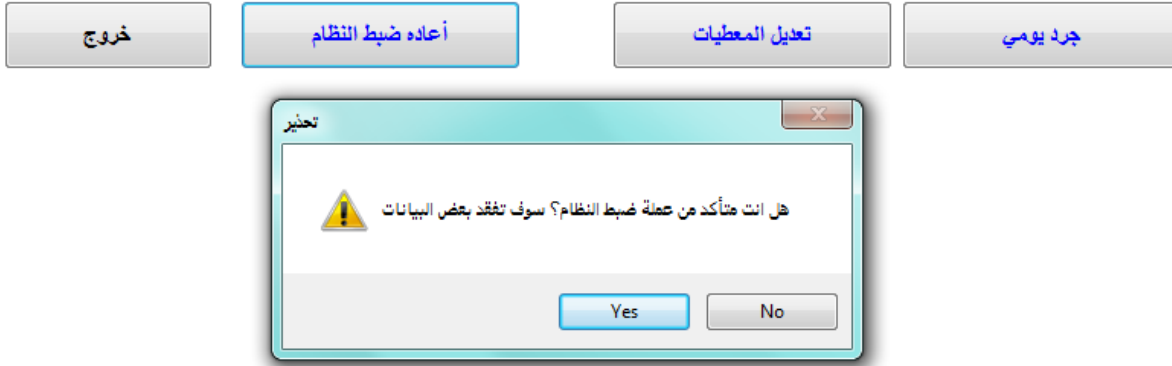 جرد يومي
تعديل المعطيات
أعاده ضبط النظام
خروج
تحذير
هل انت متأكد من عملة ضبط النظام؟ سوف تفقد بعض البيانات
Yes
No